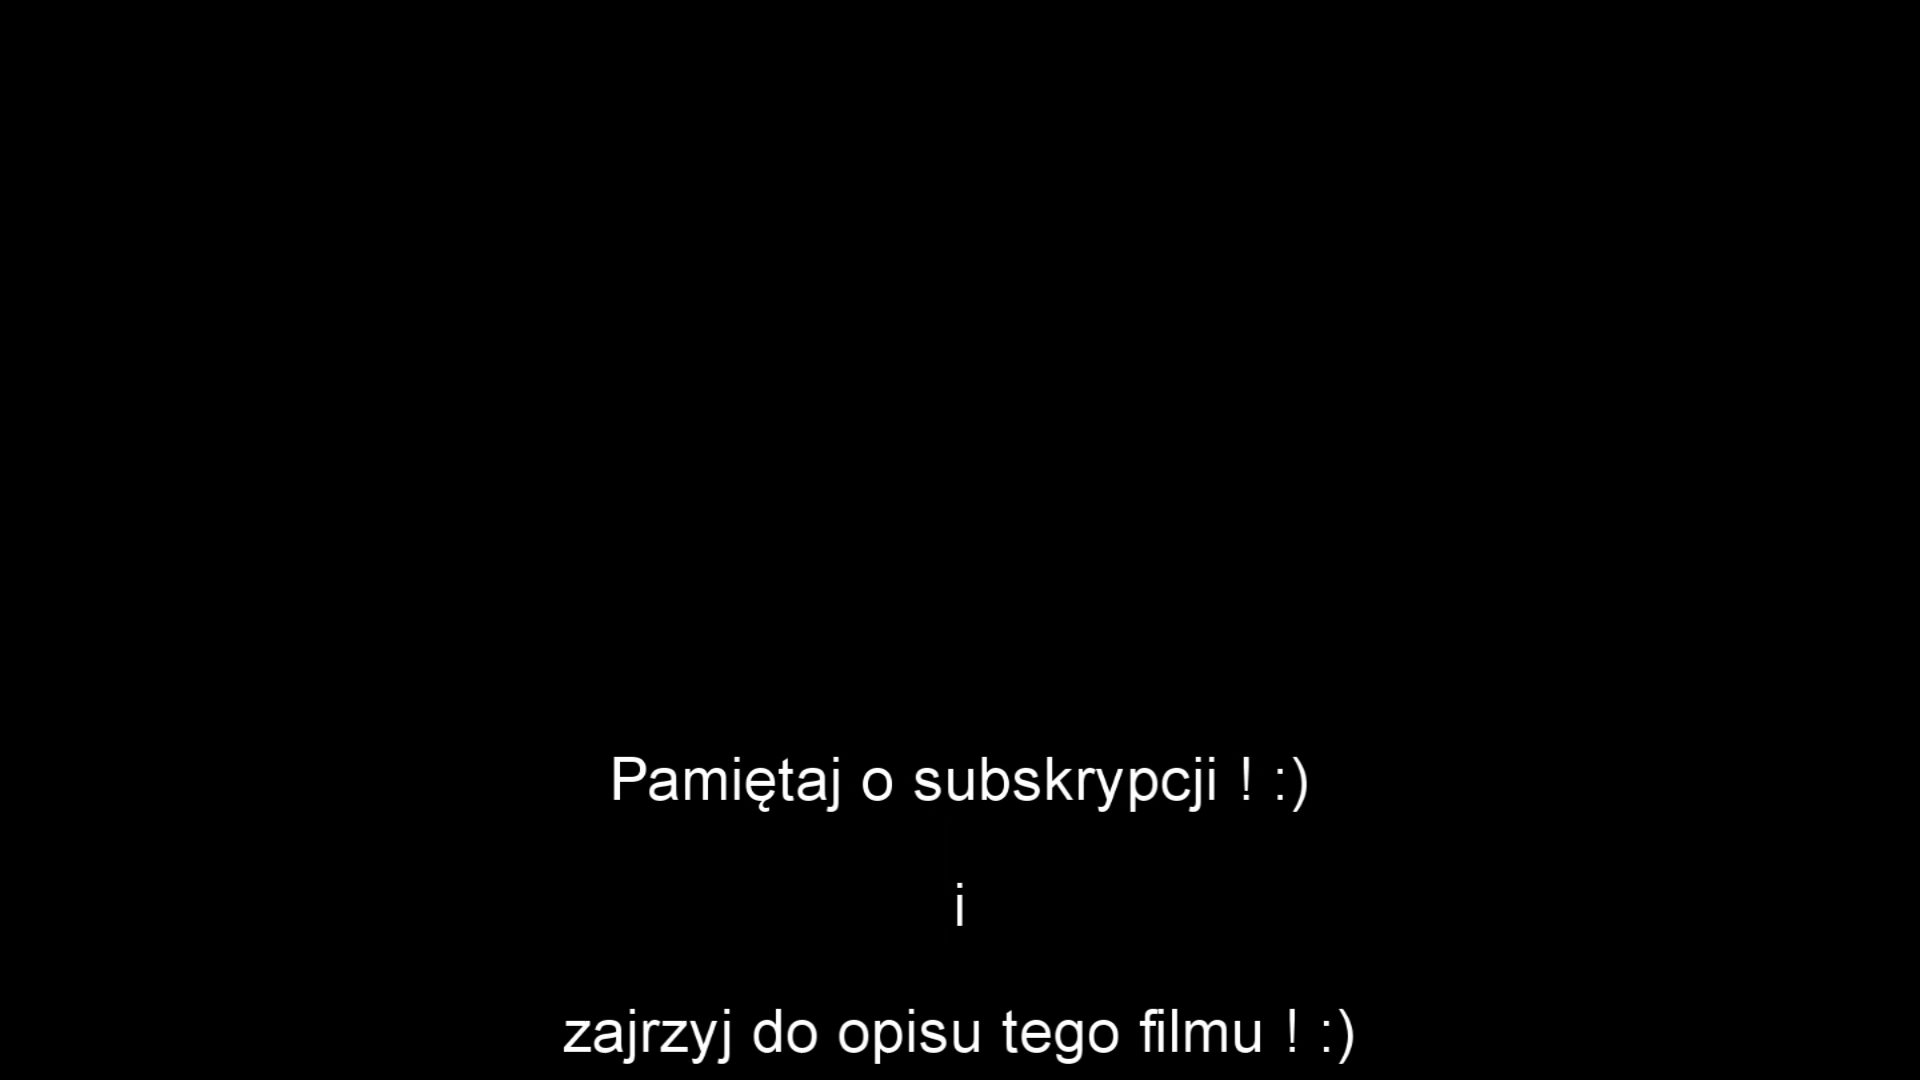 Pamiętaj o subskrypcji ! :)
i
zajrzyj do opisu tego filmu ! :)